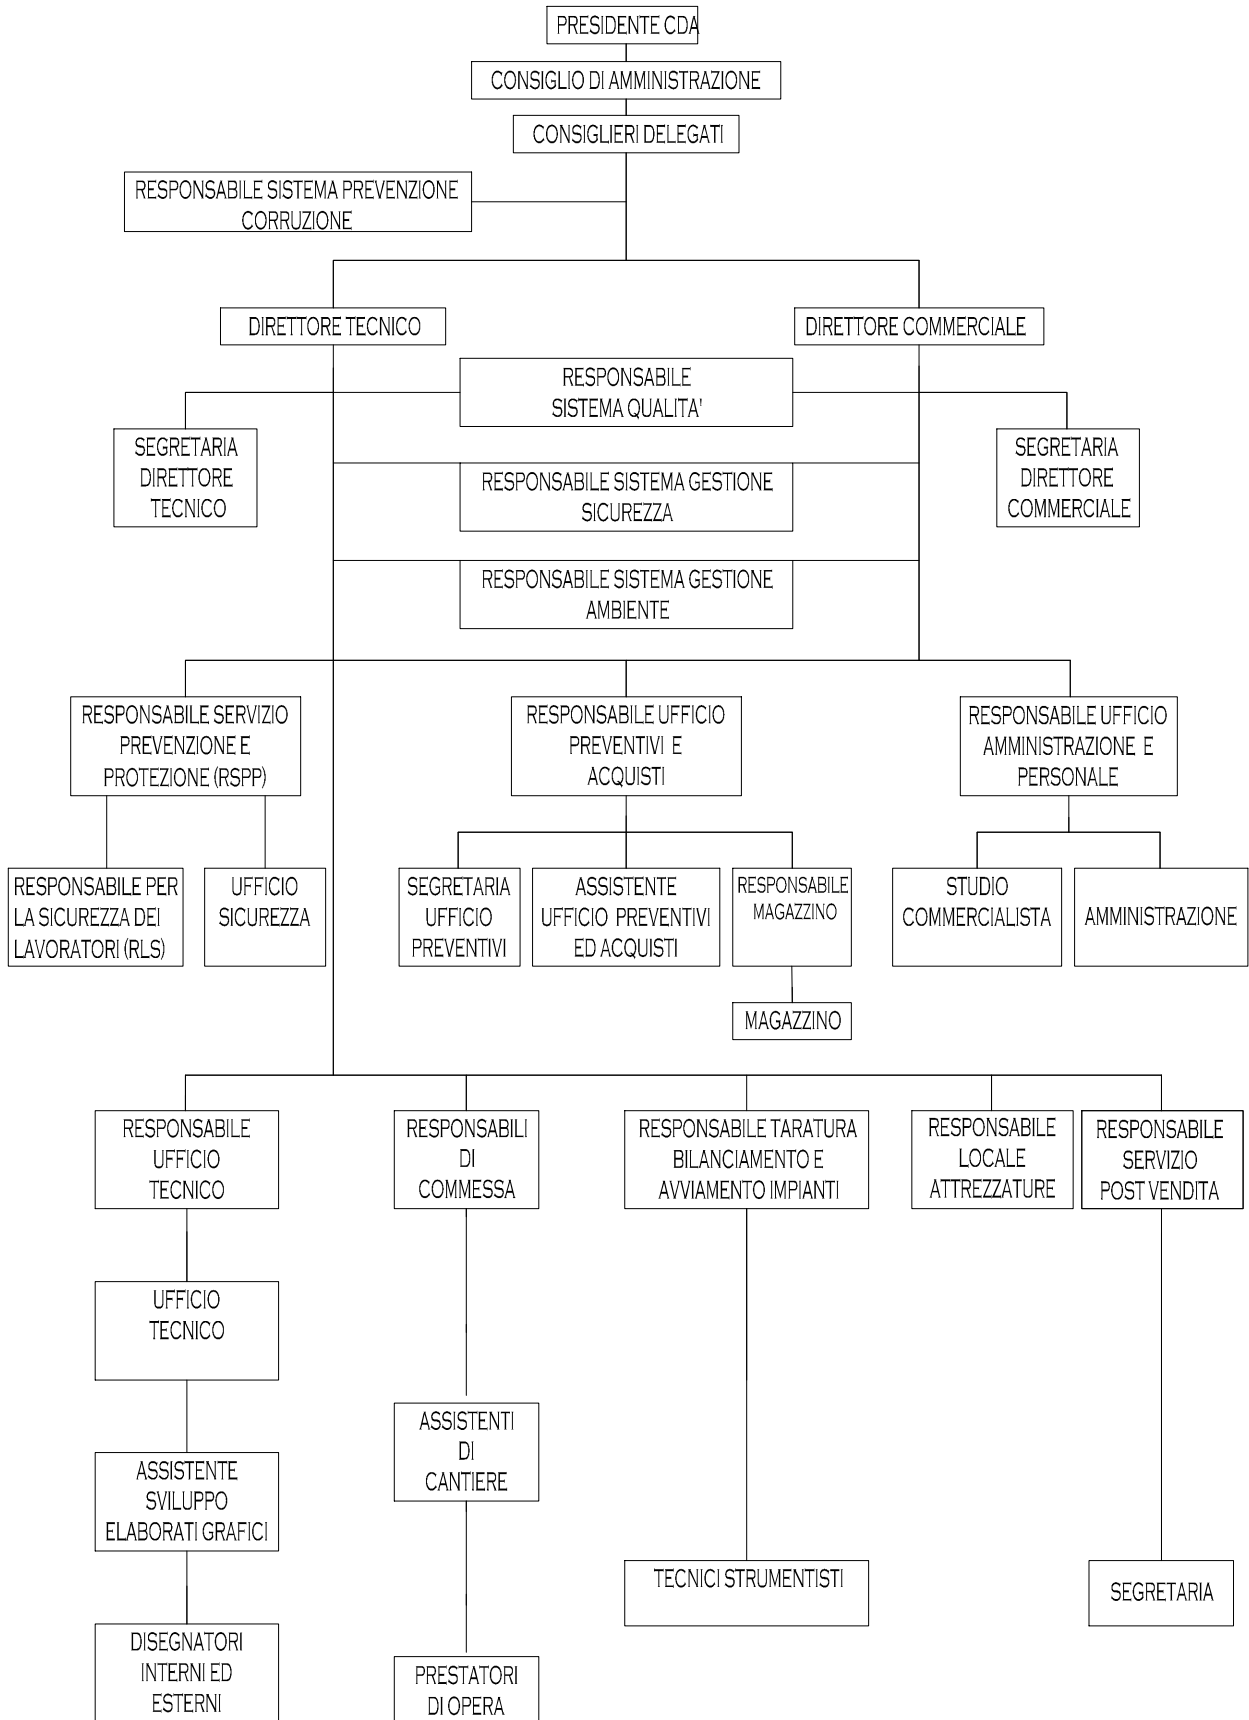 PRESIDENTE CDA
CONSIGLIO DI AMMINISTRAZIONE
CONSIGLIERI DELEGATI
RESPONSABILE SISTEMA PREVENZIONE
CORRUZIONE
DIRETTORE TECNICO
DIRETTORE COMMERCIALE
RESPONSABILE
SISTEMA QUALITA'
SEGRETARIA
DIRETTORE
TECNICO
SEGRETARIA
DIRETTORE
COMMERCIALE
RESPONSABILE SISTEMA GESTIONE
SICUREZZA
RESPONSABILE SISTEMA GESTIONE
AMBIENTE
RESPONSABILE SERVIZIO
PREVENZIONE E
PROTEZIONE (RSPP)
RESPONSABILE UFFICIO
PREVENTIVI E
ACQUISTI
RESPONSABILE UFFICIO
AMMINISTRAZIONE E
PERSONALE
RESPONSABILE PER
LA SICUREZZA DEI
LAVORATORI (RLS)
UFFICIO
SICUREZZA
SEGRETARIA
UFFICIO
PREVENTIVI
ASSISTENTE
UFFICIO PREVENTIVI
ED ACQUISTI
RESPONSABILE
MAGAZZINO
STUDIO
COMMERCIALISTA
AMMINISTRAZIONE
MAGAZZINO
RESPONSABILE
UFFICIO
TECNICO
RESPONSABILI
DI
COMMESSA
RESPONSABILE TARATURA
BILANCIAMENTO E
AVVIAMENTO IMPIANTI
RESPONSABILE
LOCALE
ATTREZZATURE
RESPONSABILE
SERVIZIO
POST VENDITA
UFFICIO
TECNICO
ASSISTENTI
DI
CANTIERE
ASSISTENTE
SVILUPPO
ELABORATI GRAFICI
TECNICI STRUMENTISTI
SEGRETARIA
DISEGNATORI
INTERNI ED
ESTERNI
PRESTATORI
DI OPERA